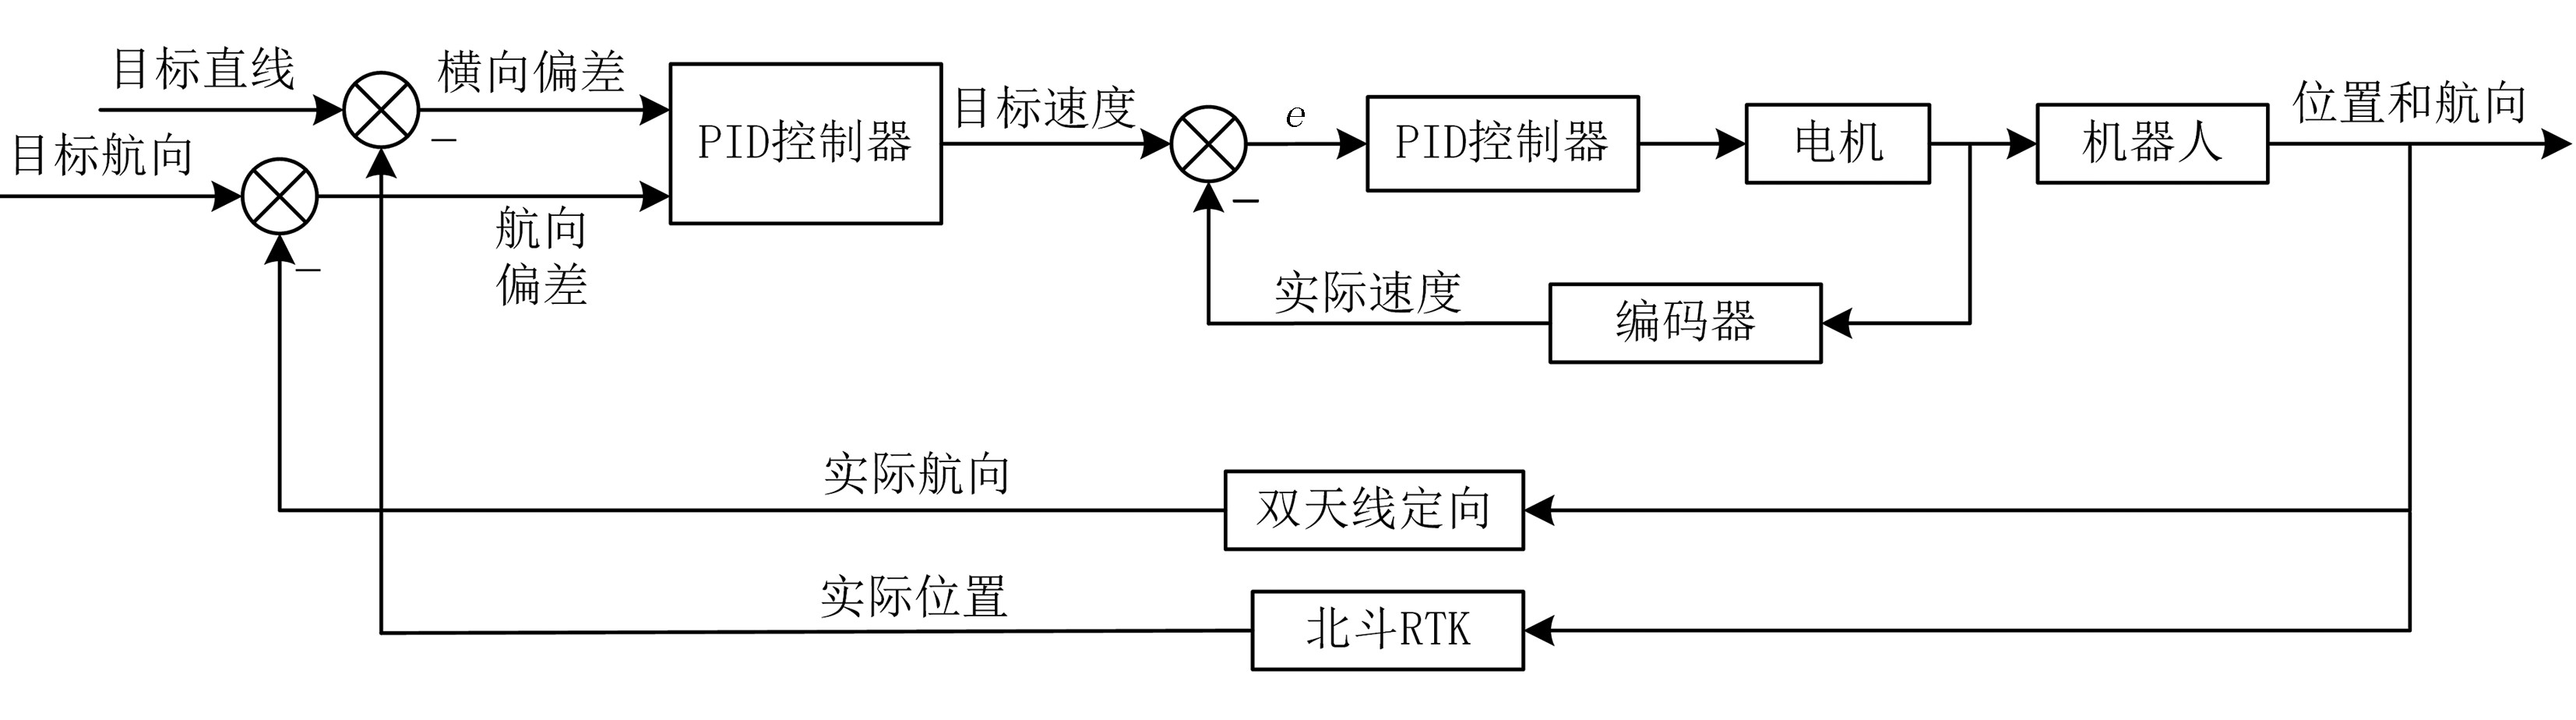 目标直线
横向偏差
目标航向
航向
偏差
PID控制器
目标速度
e
PID控制器
电机
机器人
位置和航向
实际速度
编码器
实际航向
双天线定向
实际位置
北斗RTK